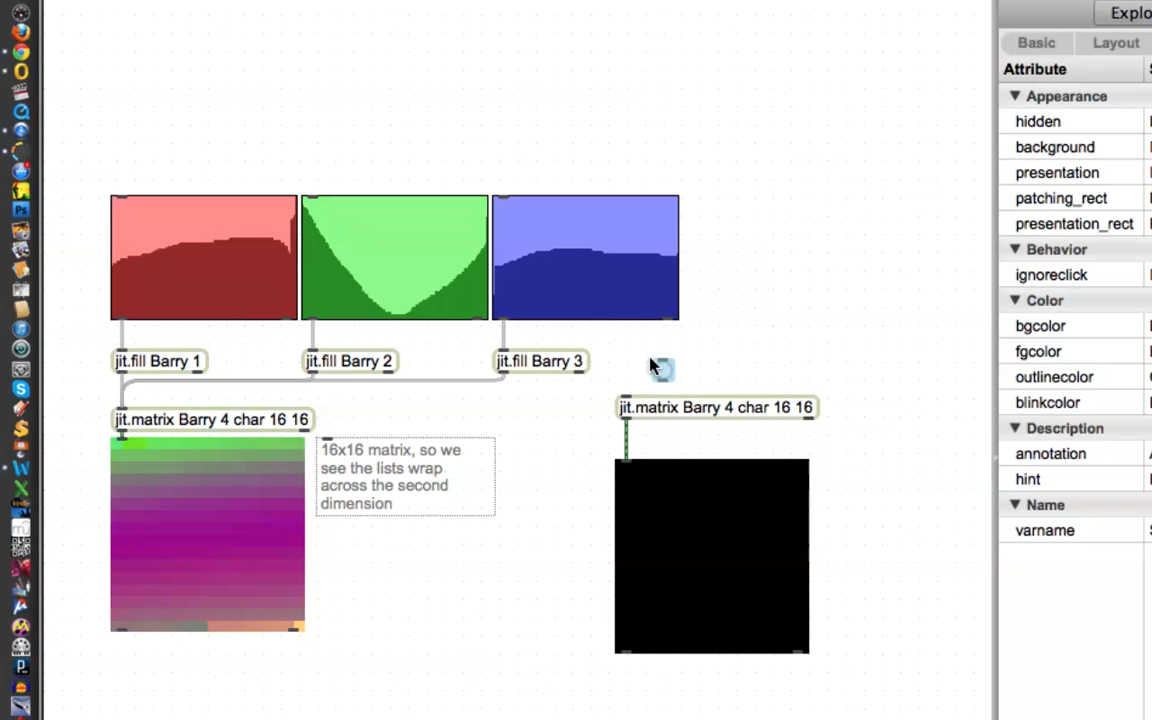 Explo
Basic
Layout
Attribute
Appearance
hidden
background
presentation
patching_rect
presentation_rect
Behavior
ignoreclick
Color
bgcolor
fgcolor
outlinecolor
blinkcolor
Description
annotation
hint
Name
varname
jit.fill Barry 1
jit.fill Barry 2
jit.fill Barry 3
jit.matrix Barry 4 char 16 16
jit.matrix Barry 4 char 16 16
16x16 matrix, so we
see the lists wrap
across the second
dimension